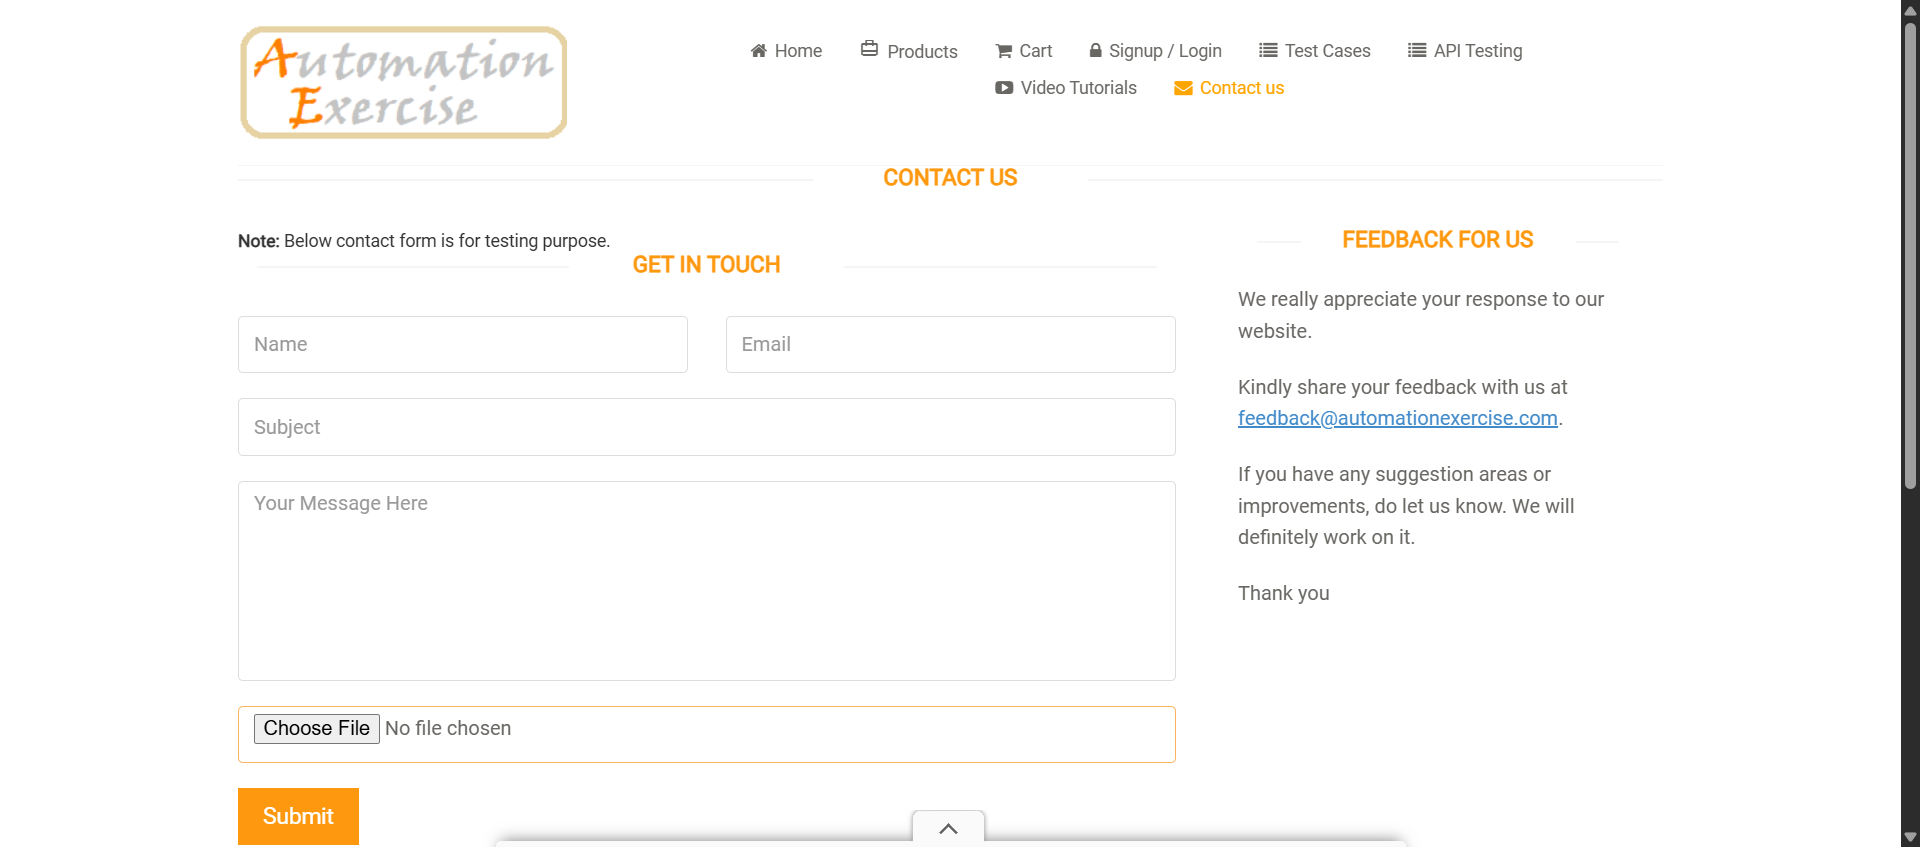 Automation
Exercise
Home
Products
Cart
Signup / Login
Test Cases
API Testing
Video Tutorials
Contact us
CONTACT US
Note: Below contact form is for testing purpose.
GET IN TOUCH
Name
Email
Subject
Your Message Here
Choose File No file chosen
Submit
FEEDBACK FOR US
We really appreciate your response to our
website.
Kindly share your feedback with us at
feedback@automationexercise.com.
If you have any suggestion areas or
improvements, do let us know. We will
definitely work on it.
Thank you